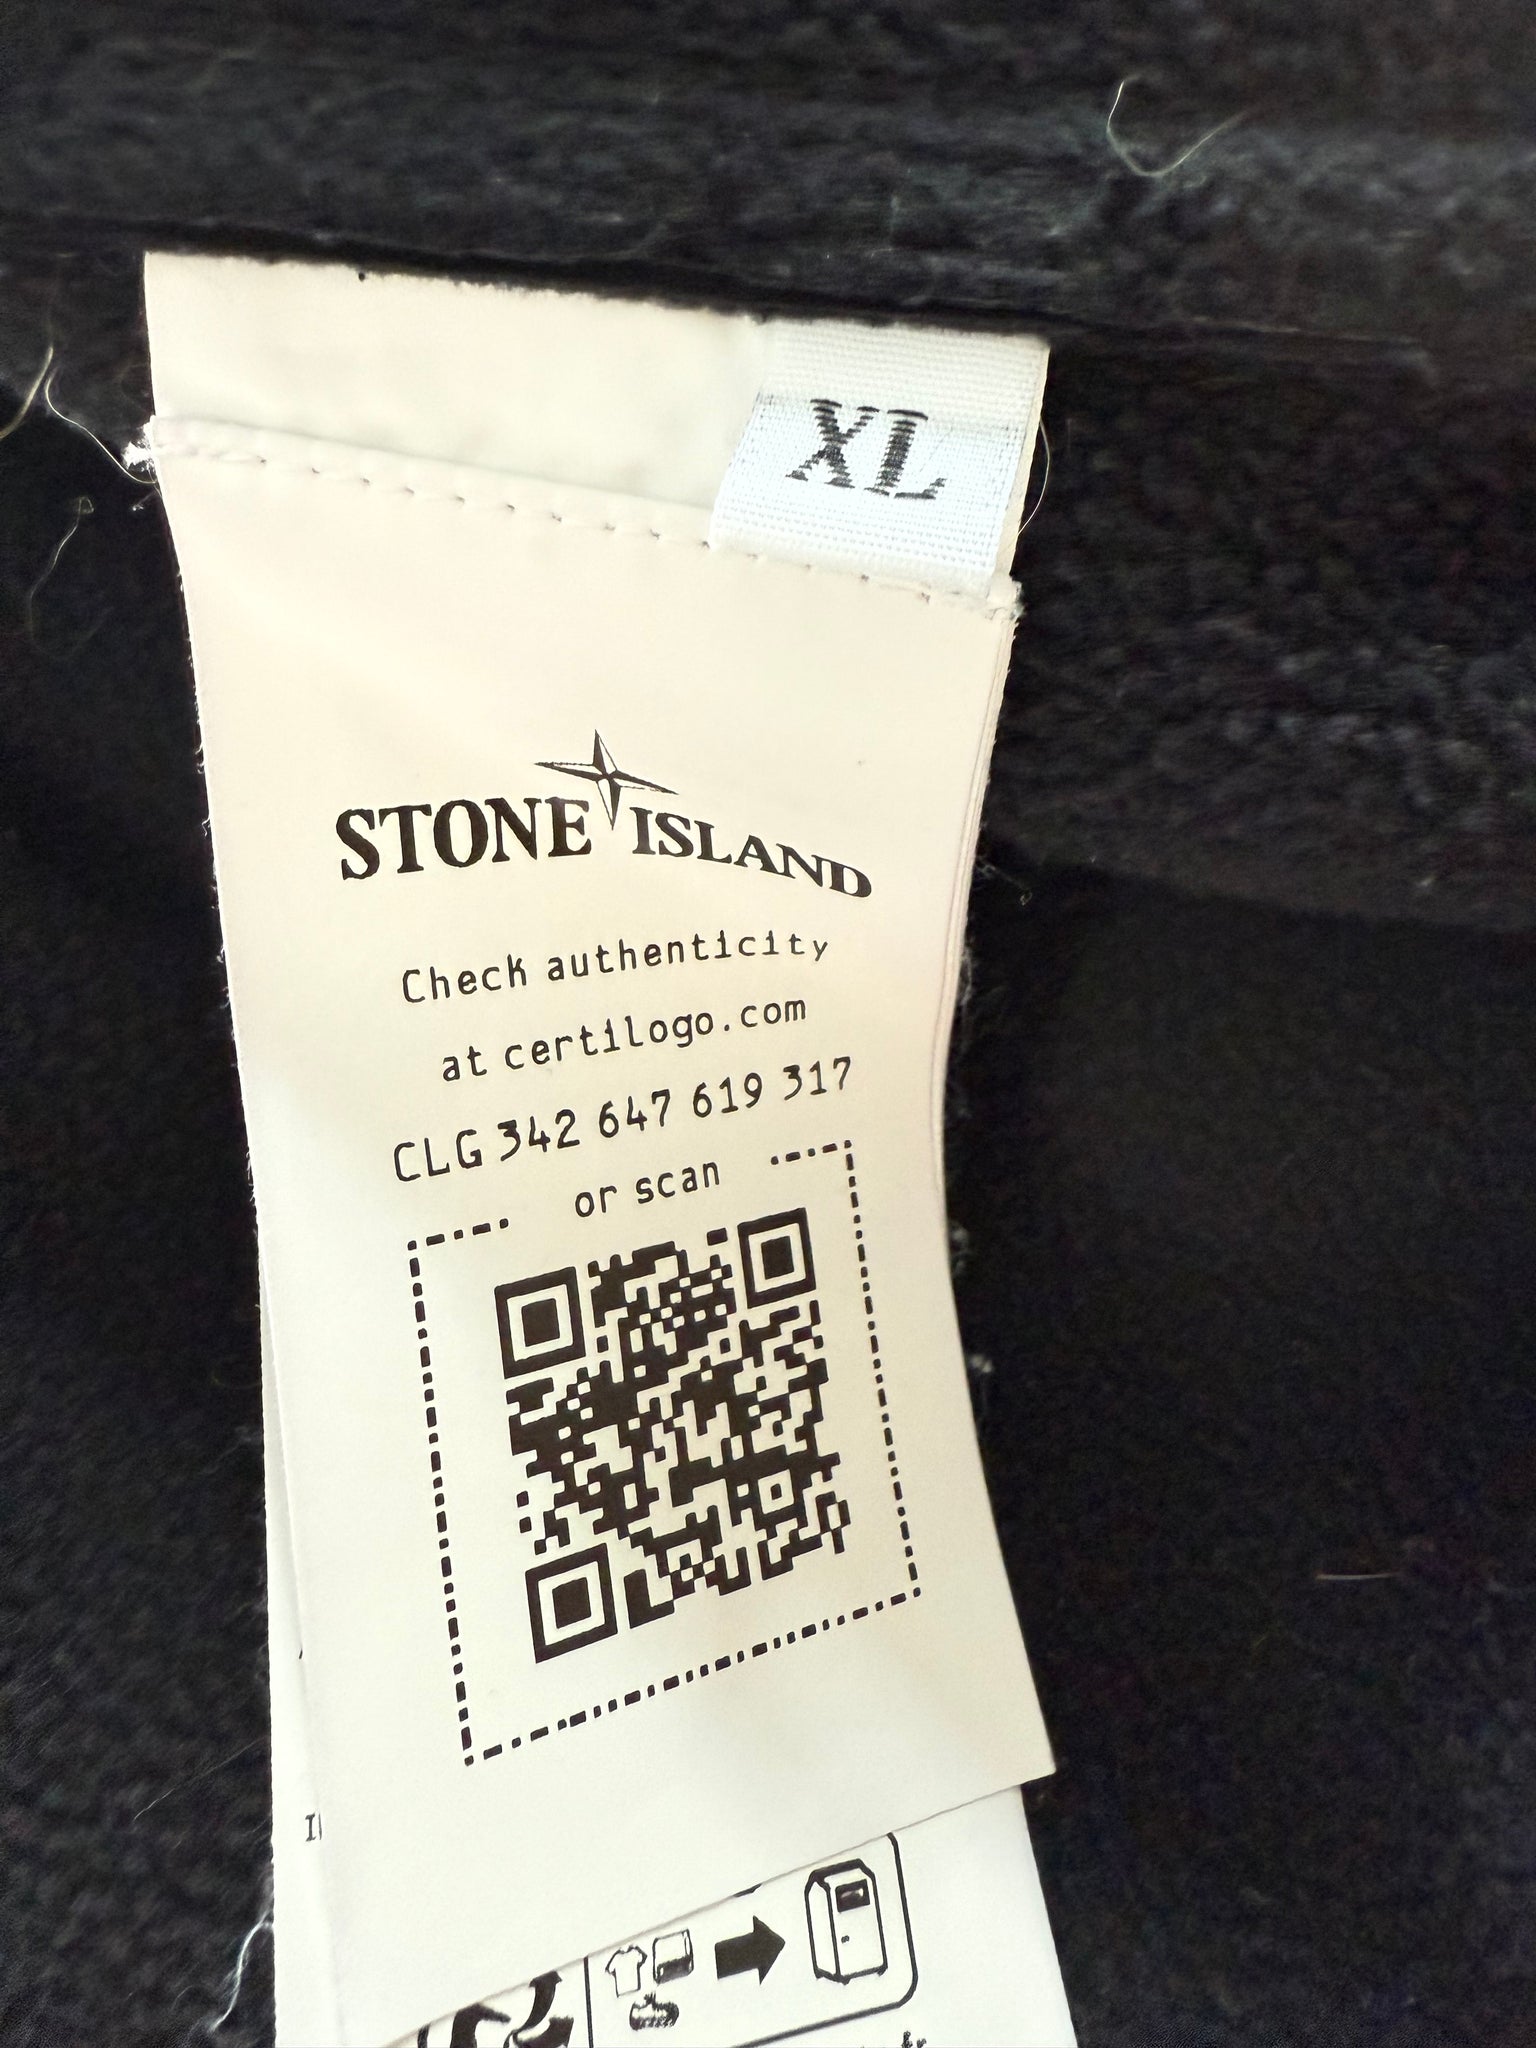 XL
STONE ISLAND
Check authenticity
at certilogo.com
CLG 342 647 619 317
or scan